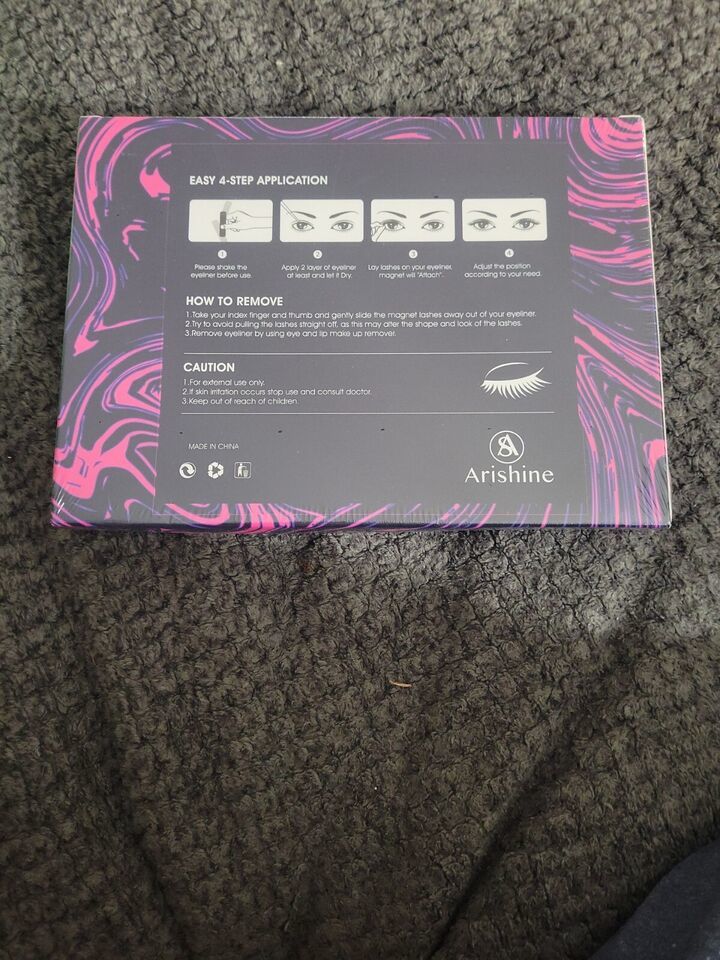 EASY 4-STEP APPLICATION
1
2
3
4
Please shake the
eyeliner before use.
Apply 2 layer of eyeliner
at least and let it Dry.
Lay lashes on your eyeliner,
magnet will "Attach".
Adjust the position
according to your need.
HOW TO REMOVE
1.Take your index finger and thumb and gently slide the magnet lashes away out of your eyeliner.
2.Try to avoid pulling the lashes straight off, as this may alter the shape and look of the lashes.
3.Remove eyeliner by using eye and lip make up remover.
CAUTION
1.For external use only.
2.If skin irritation occurs stop use and consult doctor.
3.Keep out of reach of children.
MADE IN CHINA
SA
Arishine